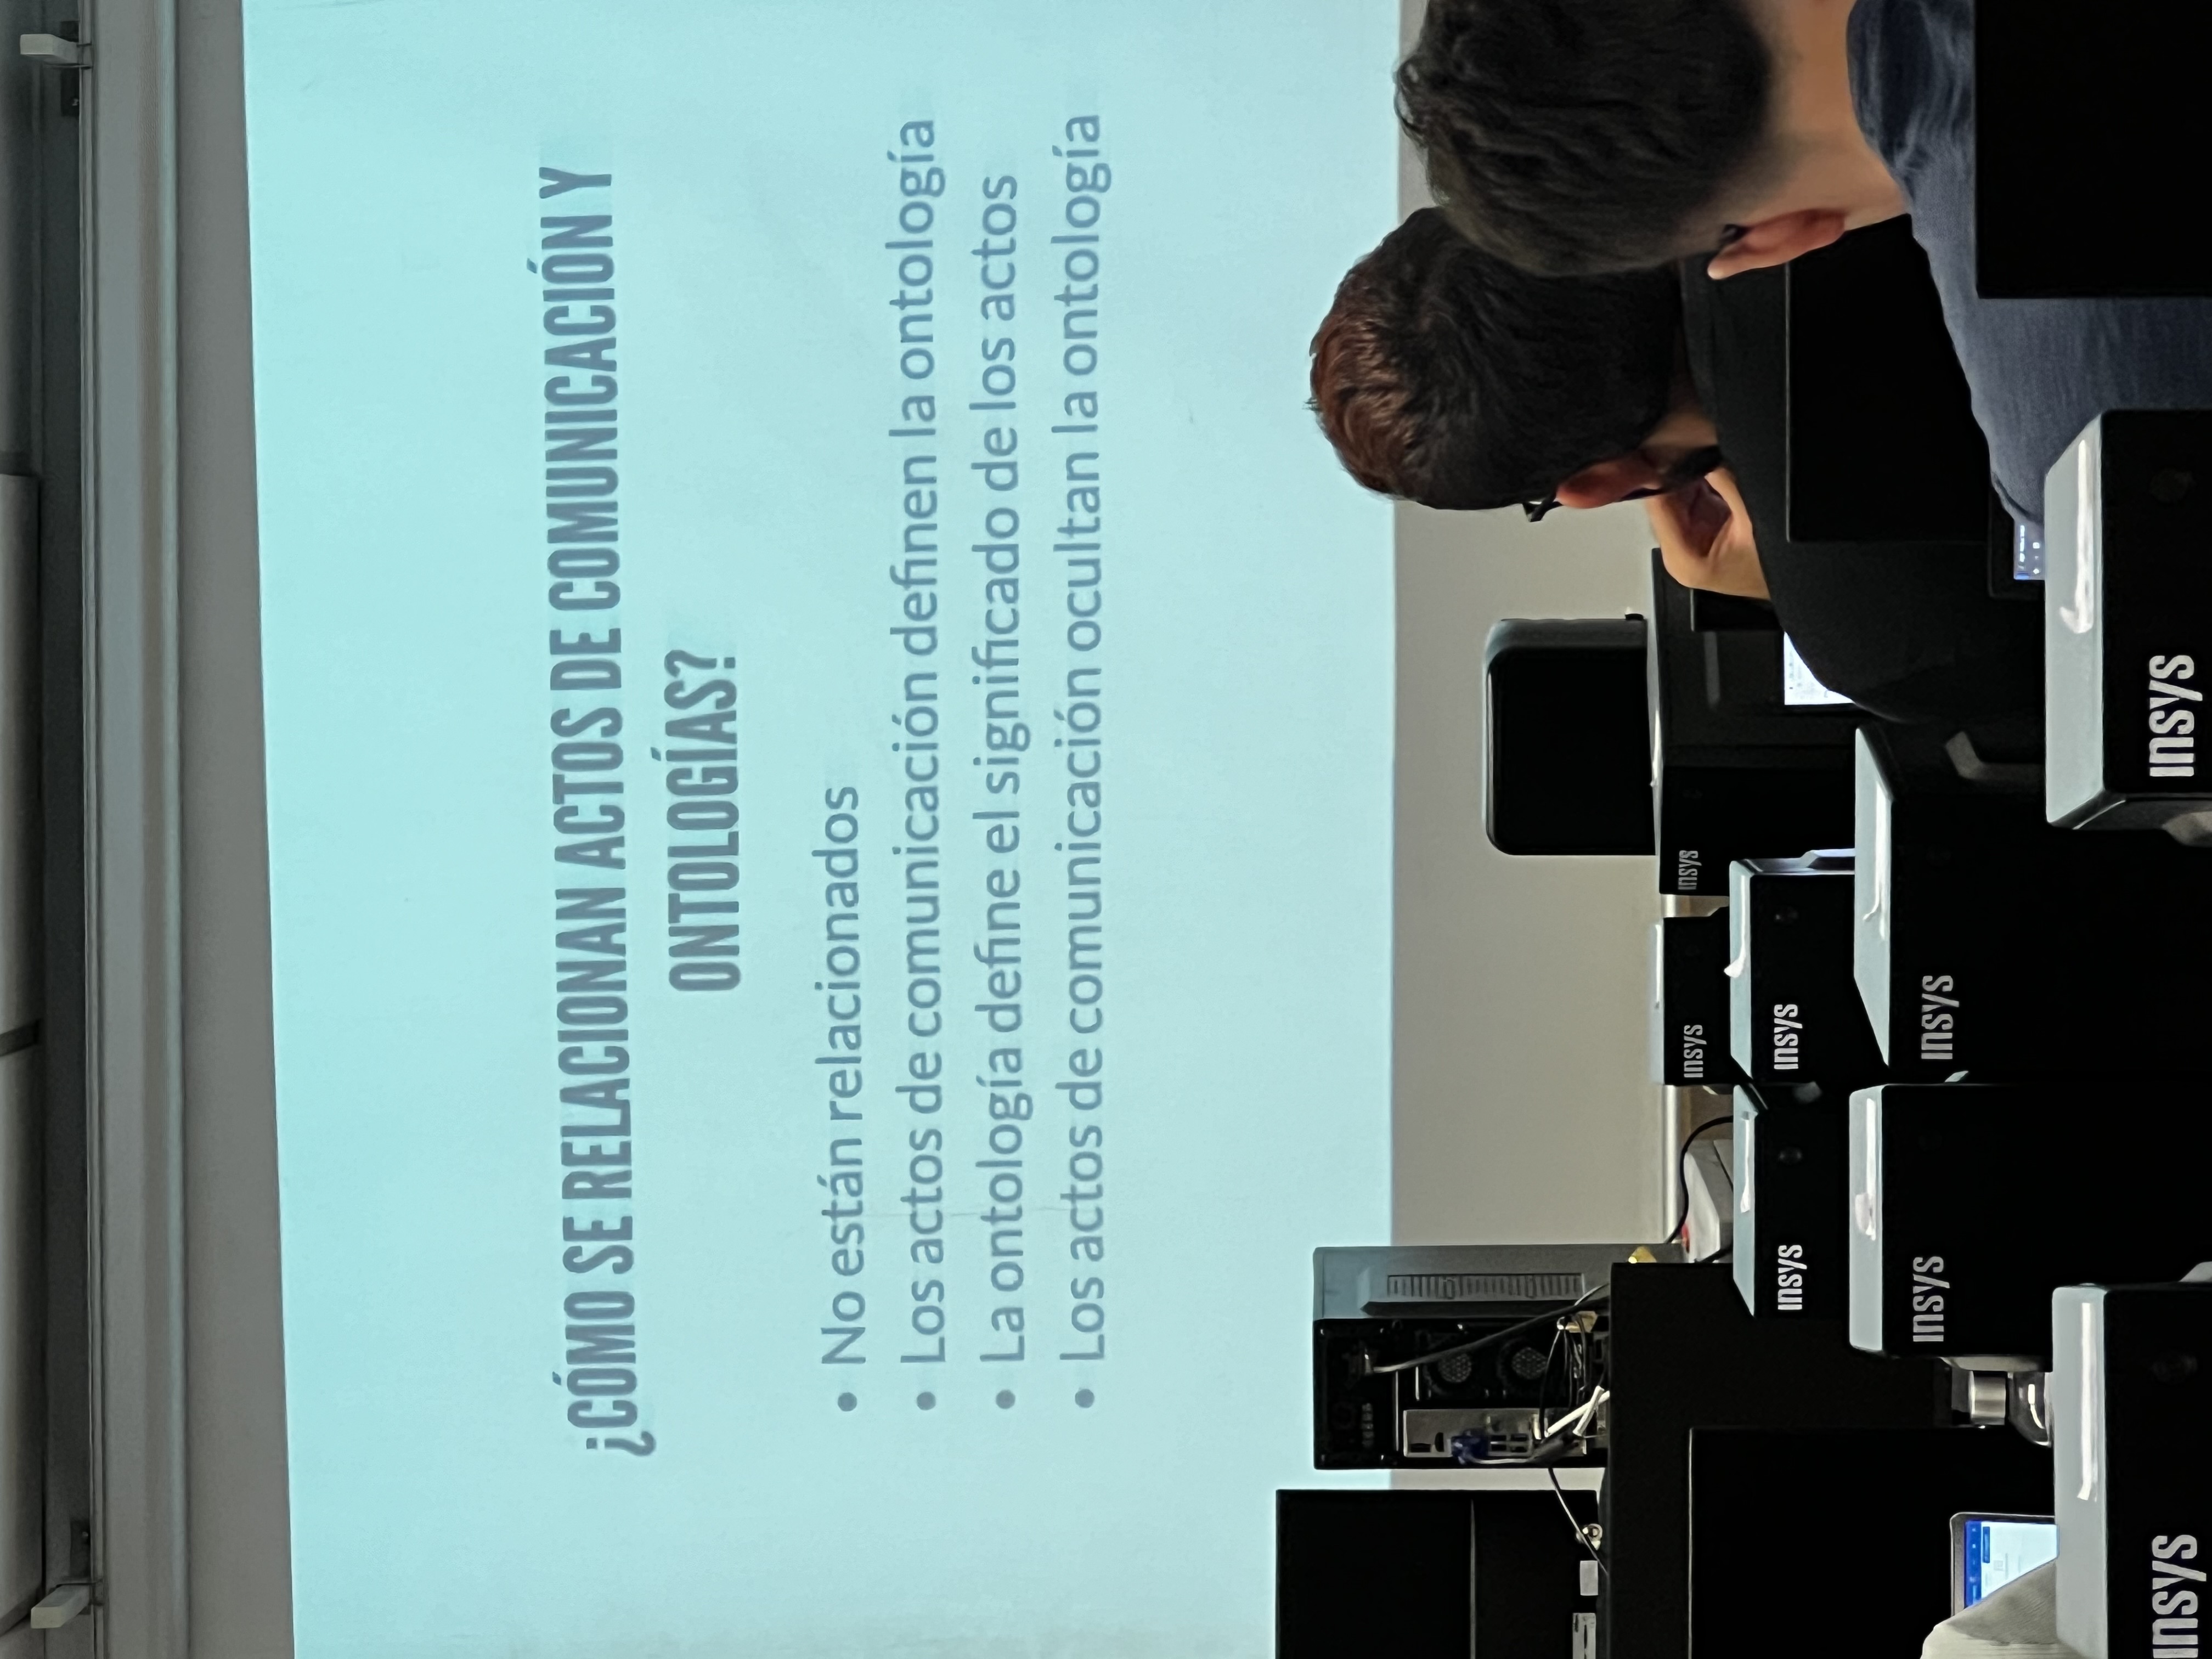 ¿CÓMO SE RELACIONAN ACTOS DE COMUNICACIÓN Y
ONTOLOGÍAS?
• No están relacionados
• Los actos de comunicación definen la ontología
• La ontología define el significado de los actos
• Los actos de comunicación ocultan la ontología
insys
insys
insys
insys
insys
insys
insys
insys